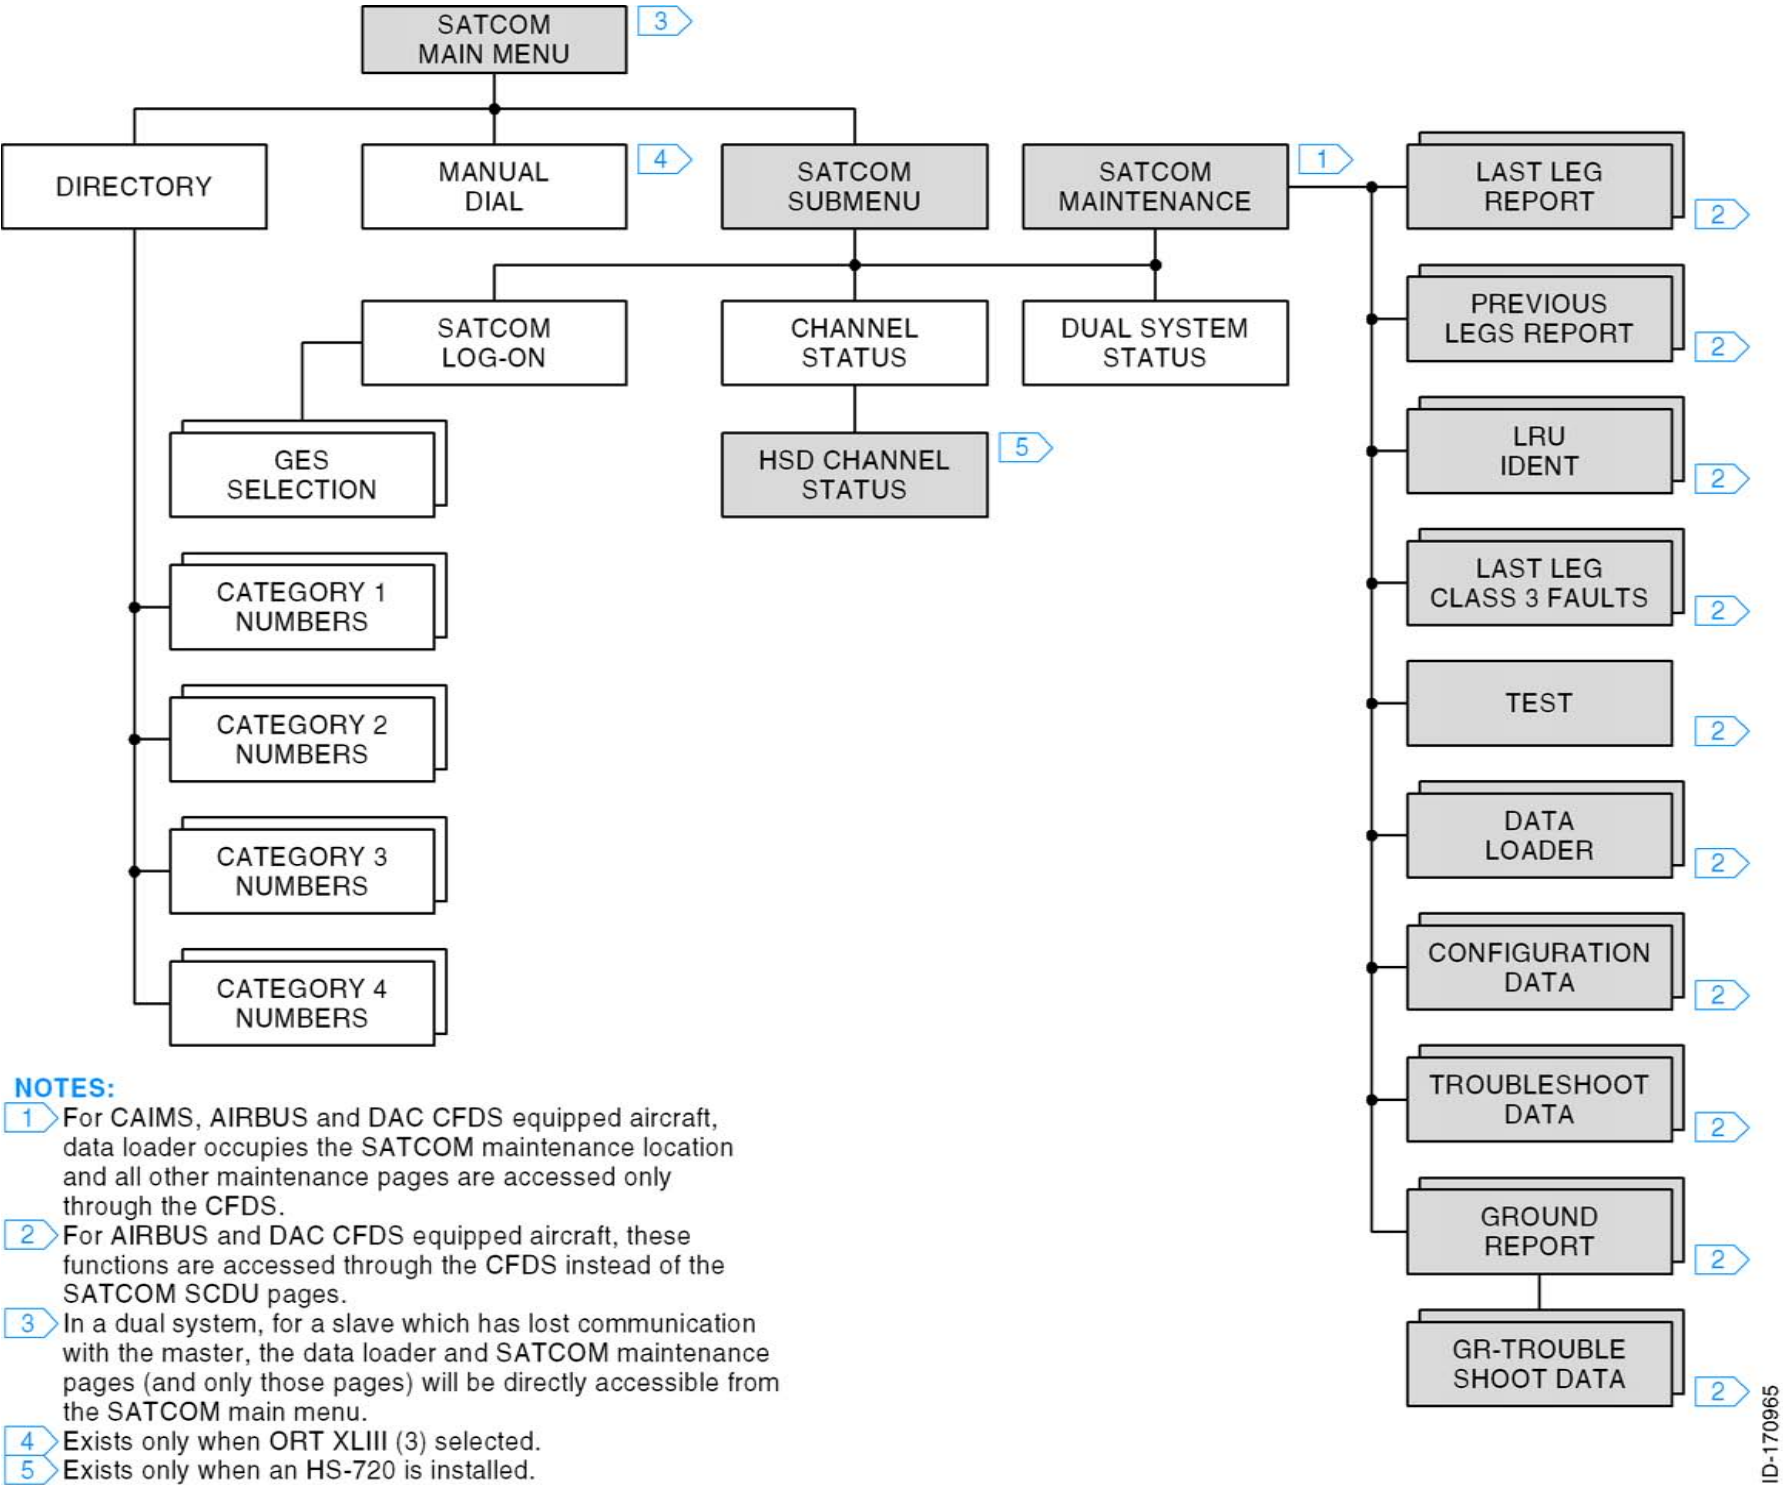 SATCOM
MAIN MENU
3
DIRECTORY
MANUAL
DIAL
4
SATCOM
SUBMENU
SATCOM
MAINTENANCE
1
LAST LEG
REPORT
2
SATCOM
LOG-ON
CHANNEL
STATUS
DUAL SYSTEM
STATUS
PREVIOUS
LEGS REPORT
2
GES
SELECTION
HSD CHANNEL
STATUS
5
LRU
IDENT
2
CATEGORY 1
NUMBERS
LAST LEG
CLASS 3 FAULTS
2
CATEGORY 2
NUMBERS
TEST
2
CATEGORY 3
NUMBERS
DATA
LOADER
2
CATEGORY 4
NUMBERS
CONFIGURATION
DATA
2
TROUBLESHOOT
DATA
2
GROUND
REPORT
2
GR-TROUBLE
SHOOT DATA
2
NOTES:
1 For CAIMS, AIRBUS and DAC CFDS equipped aircraft,
data loader occupies the SATCOM maintenance location
and all other maintenance pages are accessed only
through the CFDS.
2 For AIRBUS and DAC CFDS equipped aircraft, these
functions are accessed through the CFDS instead of the
SATCOM SCDU pages.
3 In a dual system, for a slave which has lost communication
with the master, the data loader and SATCOM maintenance
pages (and only those pages) will be directly accessible from
the SATCOM main menu.
4 Exists only when ORT XLIII (3) selected.
5 Exists only when an HS-720 is installed.
ID-170965